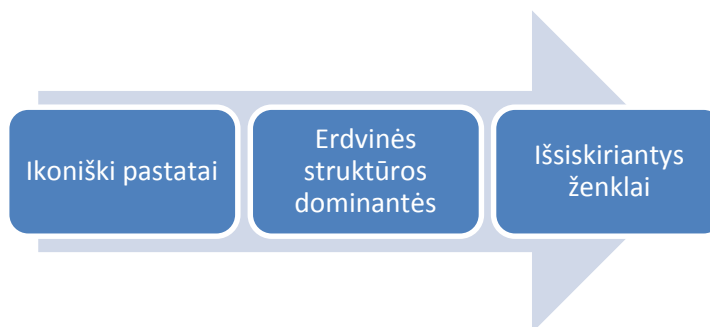 Ikoniški pastatai
Erdvinės
struktūros
dominantės
Išsiskiriantys
ženklai